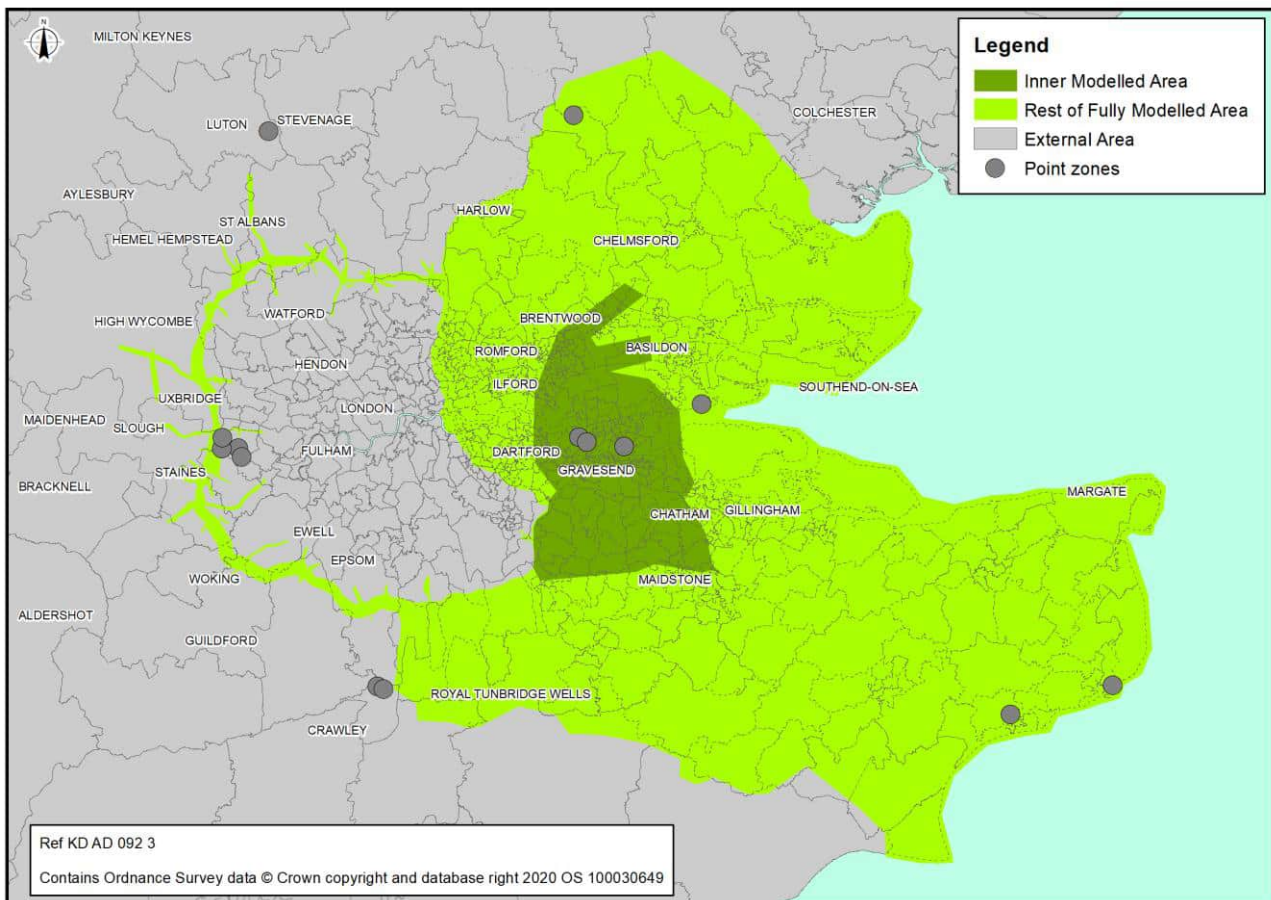 N
MILTON KEYNES
Legend
Inner Modelled Area
Rest of Fully Modelled Area
External Area
Point zones
COLCHESTER
LUTON
STEVENAGE
AYLESBURY
ST ALBANS
HARLOW
HEMEL HEMPSTEAD
CHELMSFORD
HIGH WYCOMBE
WATFORD
BRENTWOOD
HENDON
ROMFORD
BASILDON
ILFORD
SOUTHEND-ON-SEA
UXBRIDGE
LONDON
MAIDENHEAD
SLOUGH
FULHAM
DARTFORD
STAINES
GRAVESEND
BRACKNELL
MARGATE
CHATHAM
GILLINGHAM
EWELL
EPSOM
WOKING
MAIDSTONE
ALDERSHOT
GUILDFORD
ROYAL TUNBRIDGE WELLS
CRAWLEY
Ref KD AD 092 3
Contains Ordnance Survey data © Crown copyright and database right 2020 OS 100030649